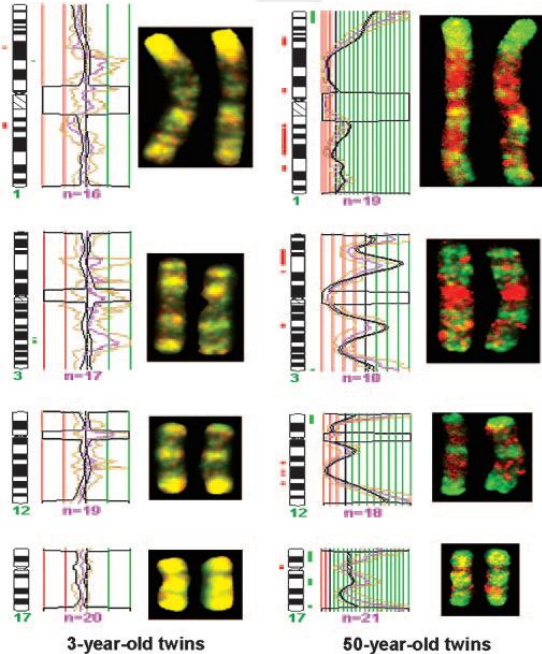 1 n=16 1 n=19
3 n=17 3 n=18
12 n=19 12 n=18
17 n=20 17 n=21
3-year-old twins 50-year-old twins